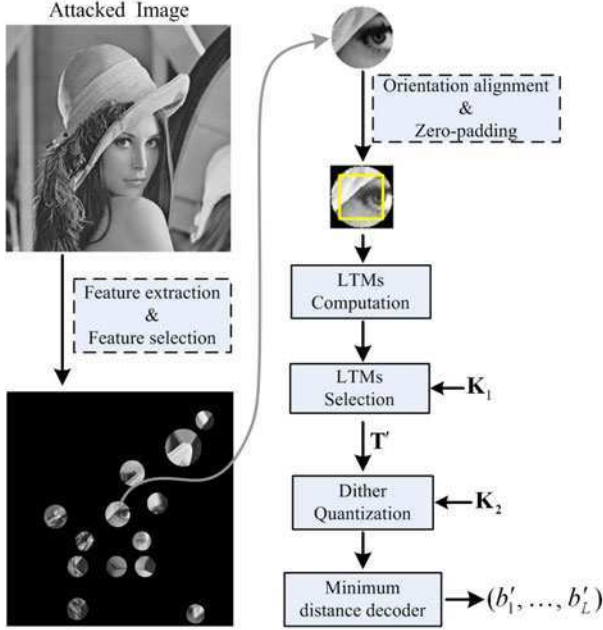 Attacked Image
Orientation alignment
&
Zero-padding
Feature extraction
&
Feature selection
LTMs
Computation
LTMs
Selection
K₁
T′
Dither
Quantization
K₂
Minimum
distance decoder
(b′₁, …, b′_L)